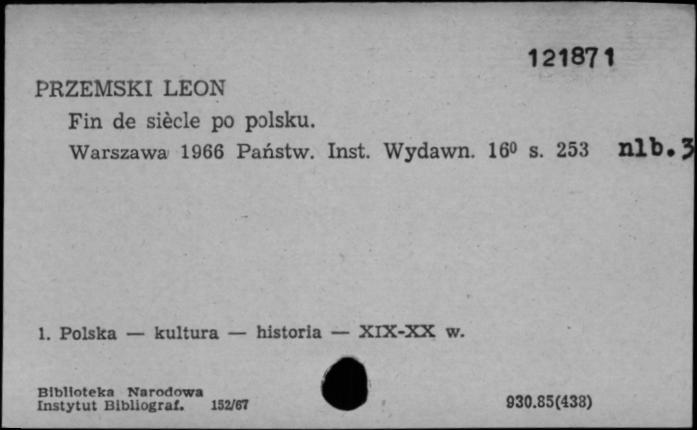 121871
PRZEMSKI LEON
Fin de siècle po polsku.
Warszawa 1966 Państw. Inst. Wydawn. 16⁰ s. 253 nlb. 3
1. Polska — kultura — historia — XIX-XX w.
Biblioteka Narodowa
Instytut Bibliograf. 152/67
930.85(438)